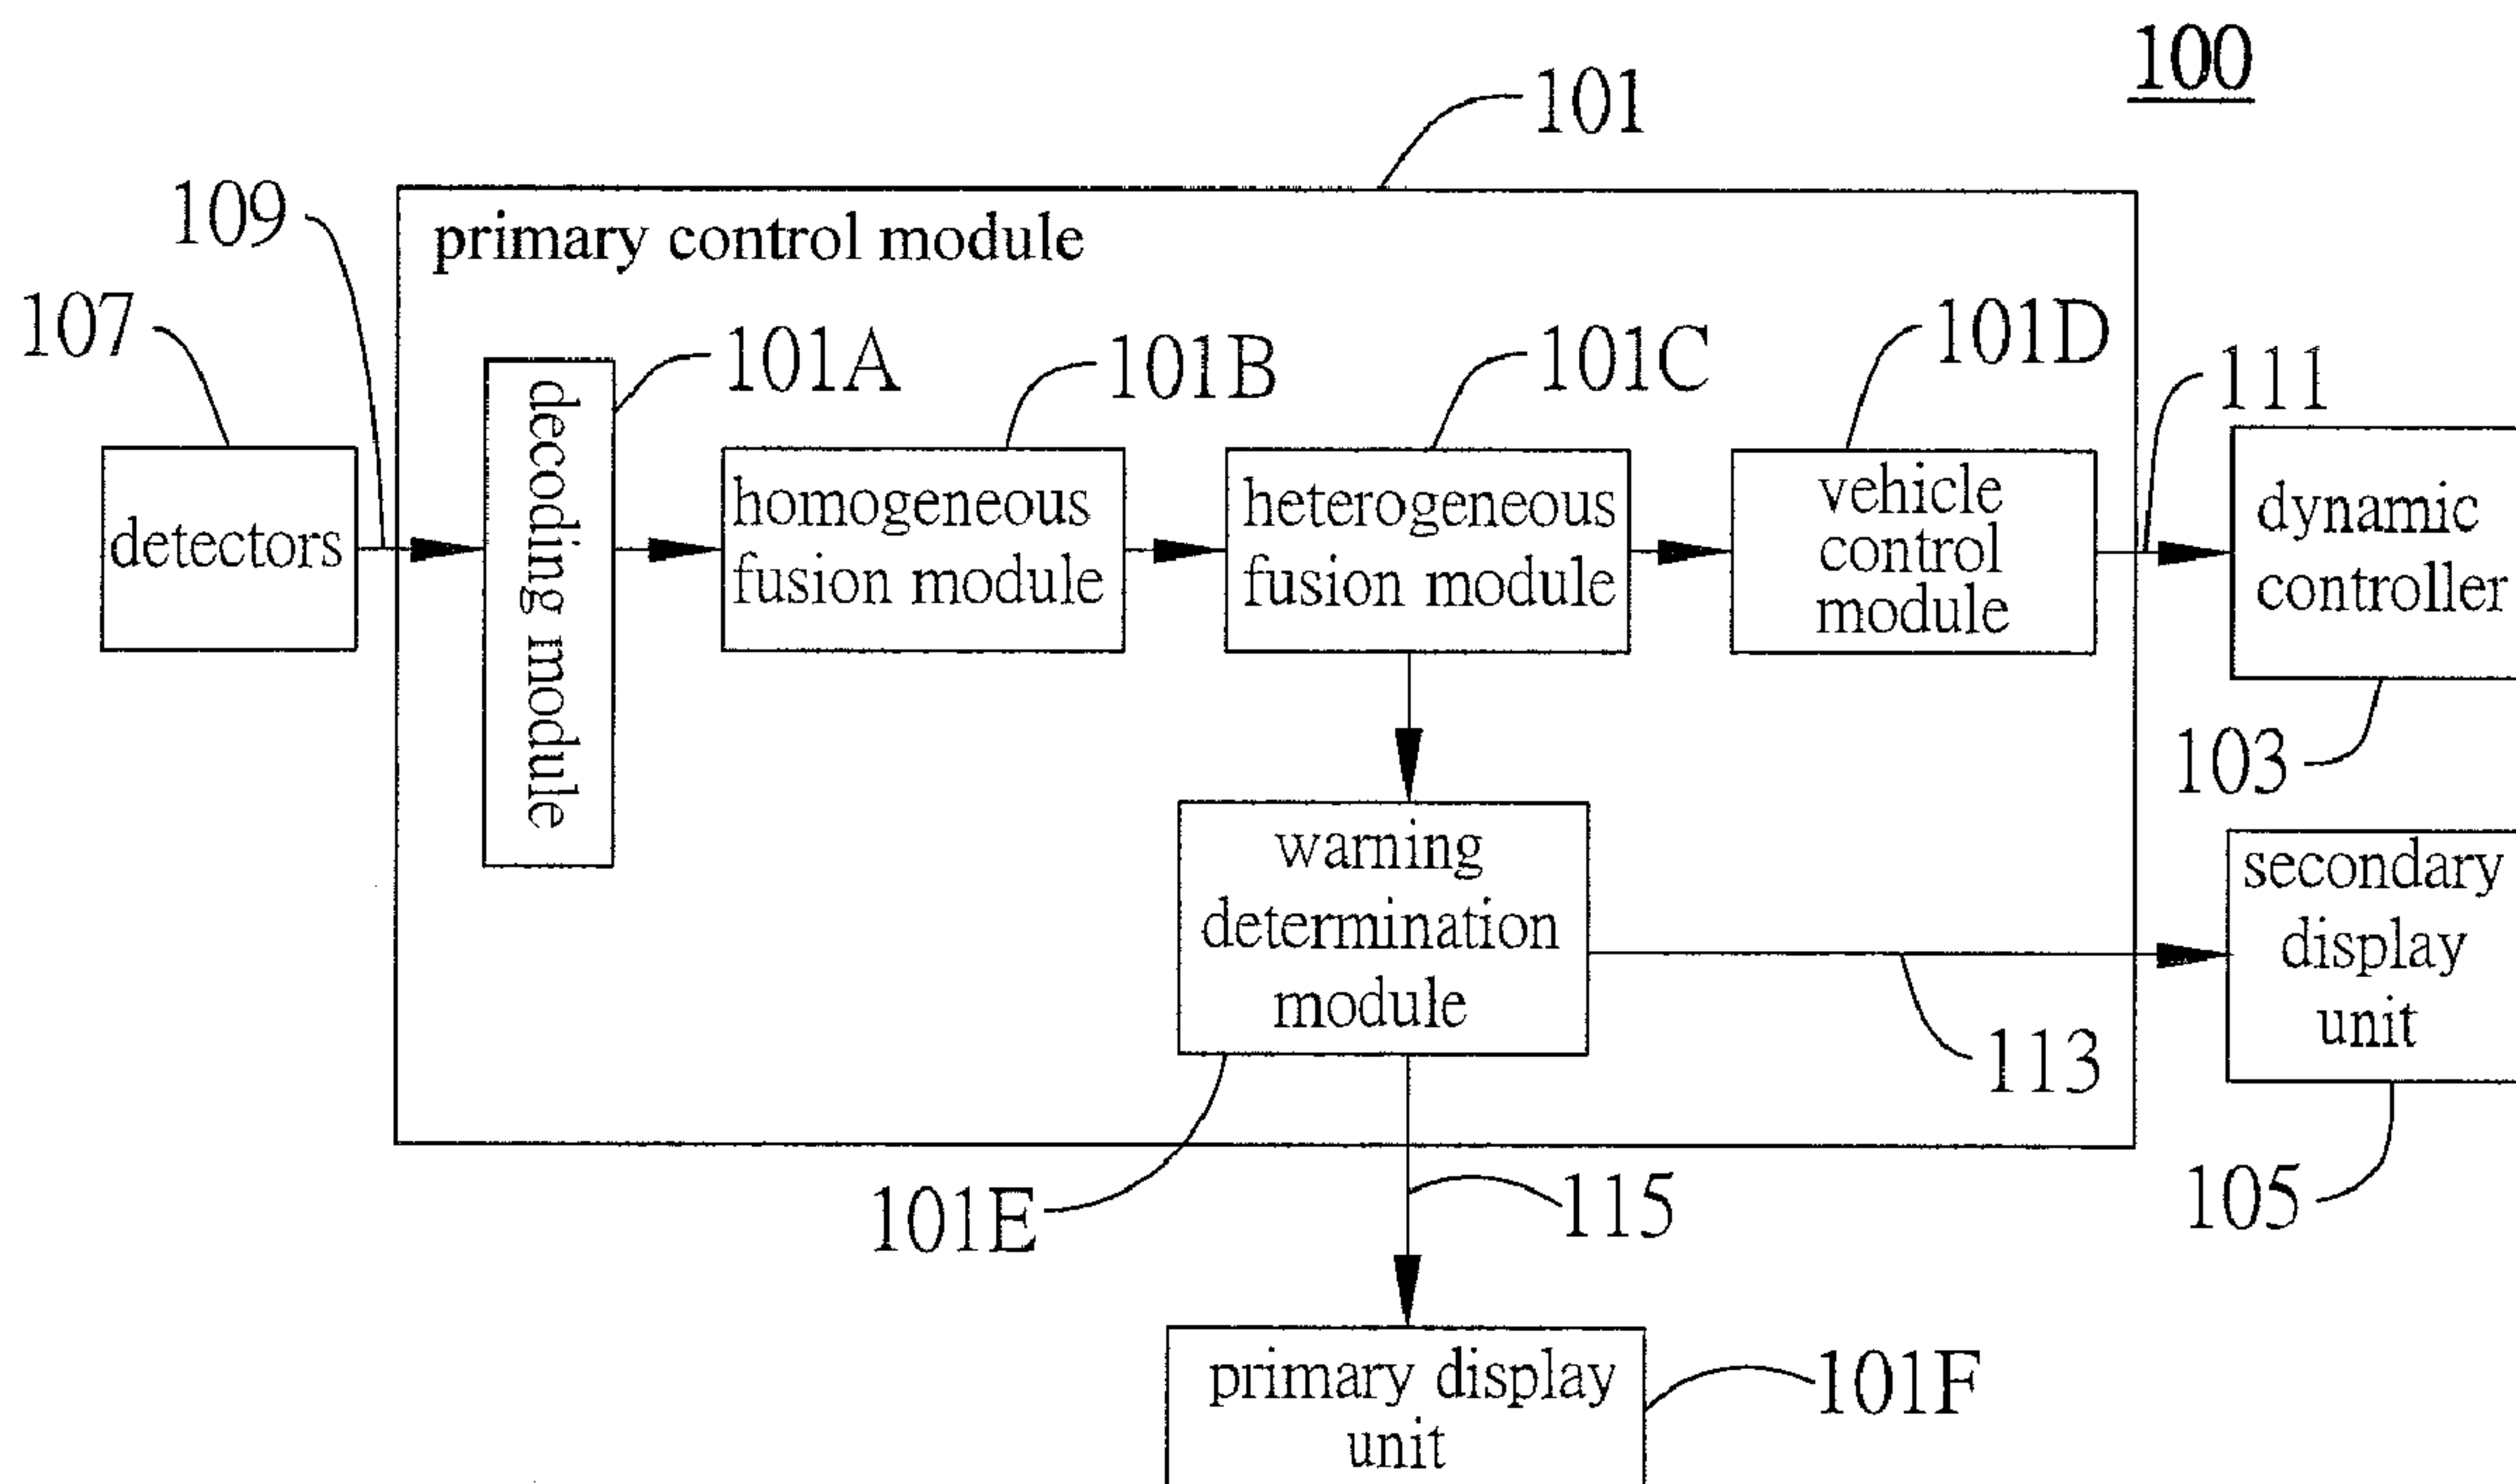 100
101
109
primary control module
107
101A
101B
101C
101D
111
detectors
decoding module
homogeneous
fusion module
heterogeneous
fusion module
vehicle
control
module
dynamic
controller
103
warning
determination
module
secondary
display
unit
113
101E
115
105
primary display
unit
101F